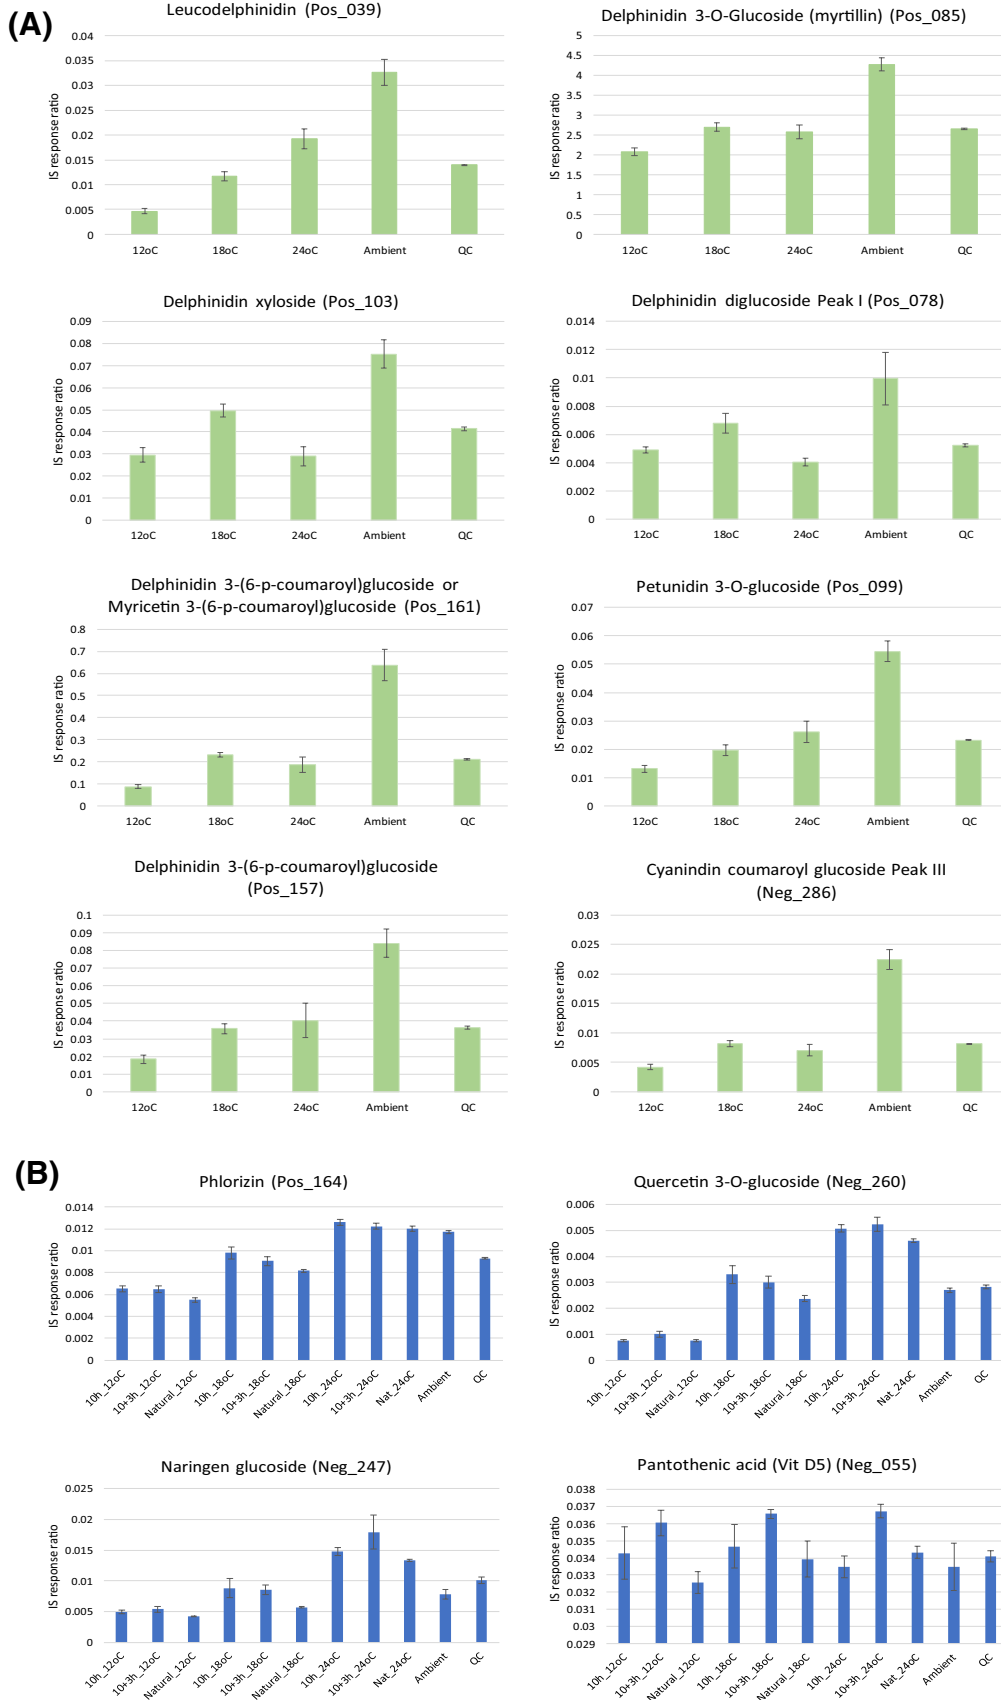 (A)
Leucodelphinidin (Pos_039)
IS response ratio
0.04
0.035
0.03
0.025
0.02
0.015
0.01
0.005
0
12oC 18oC 24oC Ambient QC
Delphinidin 3-O-Glucoside (myrtillin) (Pos_085)
IS response ratio
5
4.5
4
3.5
3
2.5
2
1.5
1
0.5
0
12oC 18oC 24oC Ambient QC
Delphinidin xyloside (Pos_103)
IS response ratio
0.09
0.08
0.07
0.06
0.05
0.04
0.03
0.02
0.01
0
12oC 18oC 24oC Ambient QC
Delphinidin diglucoside Peak I (Pos_078)
IS response ratio
0.014
0.012
0.01
0.008
0.006
0.004
0.002
0
12oC 18oC 24oC Ambient QC
Delphinidin 3-(6-p-coumaroyl)glucoside or
Myricetin 3-(6-p-coumaroyl)glucoside (Pos_161)
IS response ratio
0.8
0.7
0.6
0.5
0.4
0.3
0.2
0.1
0
12oC 18oC 24oC Ambient QC
Petunidin 3-O-glucoside (Pos_099)
IS response ratio
0.07
0.06
0.05
0.04
0.03
0.02
0.01
0
12oC 18oC 24oC Ambient QC
Delphinidin 3-(6-p-coumaroyl)glucoside
(Pos_157)
IS response ratio
0.1
0.09
0.08
0.07
0.06
0.05
0.04
0.03
0.02
0.01
0
12oC 18oC 24oC Ambient QC
Cyanindin coumaroyl glucoside Peak III
(Neg_286)
IS response ratio
0.03
0.025
0.02
0.015
0.01
0.005
0
12oC 18oC 24oC Ambient QC
(B)
Phlorizin (Pos_164)
IS response ratio
0.014
0.012
0.01
0.008
0.006
0.004
0.002
0
10h_12oC 10+3h_12oC Natural_12oC 10h_18oC 10+3h_18oC Natural_18oC 10h_24oC 10+3h_24oC Nat_24oC Ambient QC
Quercetin 3-O-glucoside (Neg_260)
IS response ratio
0.006
0.005
0.004
0.003
0.002
0.001
0
10h_12oC 10+3h_12oC Natural_12oC 10h_18oC 10+3h_18oC Natural_18oC 10h_24oC 10+3h_24oC Nat_24oC Ambient QC
Naringen glucoside (Neg_247)
IS response ratio
0.025
0.02
0.015
0.01
0.005
0
10h_12oC 10+3h_12oC Natural_12oC 10h_18oC 10+3h_18oC Natural_18oC 10h_24oC 10+3h_24oC Nat_24oC Ambient QC
Pantothenic acid (Vit D5) (Neg_055)
IS response ratio
0.038
0.037
0.036
0.035
0.034
0.033
0.032
0.031
0.03
0.029
10h_12oC 10+3h_12oC Natural_12oC 10h_18oC 10+3h_18oC Natural_18oC 10h_24oC 10+3h_24oC Nat_24oC Ambient QC